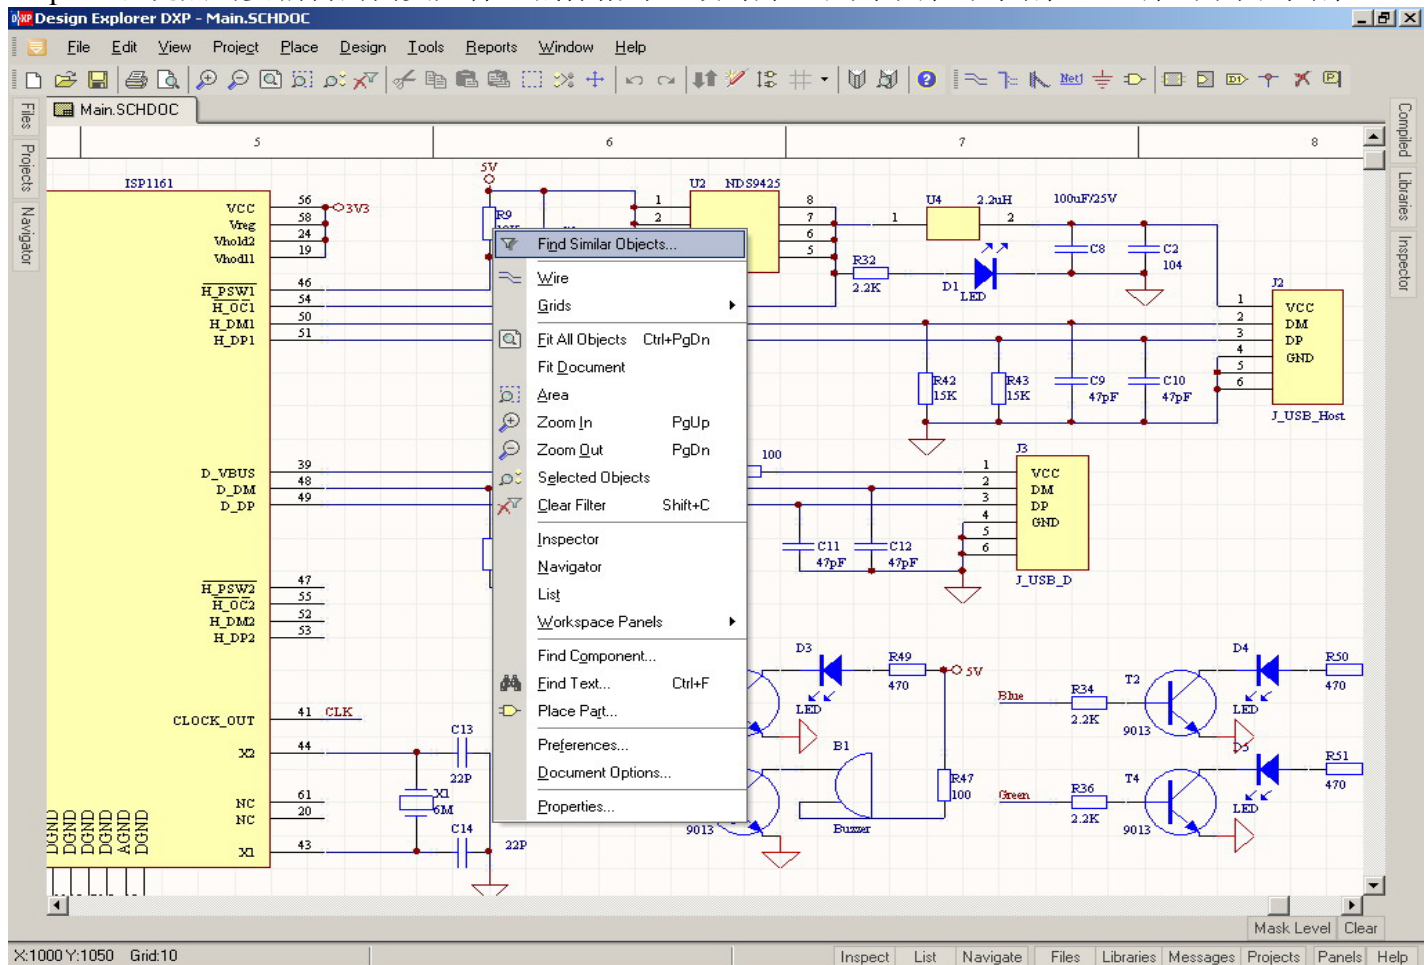 Design Explorer DXP - Main.SCHDOC
File Edit View Project Place Design Tools Reports Window Help
Main.SCHDOC
Files
Projects
Navigator
Compiled
Libraries
Inspector
5 6 7 8
ISP1161
VCC 56 3V3
Vreg 58
Vhold2 24
Vhodl1 19
H_PSW1 46
H_OC1 54
H_DM1 50
H_DP1 51
D_VBUS 39
D_DM 48
D_DP 49
H_PSW2 47
H_OC2 55
H_DM2 52
H_DP2 53
CLOCK_OUT 41 CLK
X2 44
NC 61
NC 20
X1 43
DGND
DGND
DGND
DGND
AGND
DGND
5V
R9
U2 NDS9425
1
2
8
7
6
5
U4 2.2uH 100uF/25V
1 2
R32
2.2K
D1
LED
C8
C2
104
J2
1 VCC
2 DM
3 DP
4 GND
5
6
J_USB_Host
R42
15K
R43
15K
C9
47pF
C10
47pF
100
J3
1 VCC
2 DM
3 DP
4 GND
5
6
J_USB_D
C11
47pF
C12
47pF
Find Similar Objects...
Wire
Grids
Fit All Objects Ctrl+PgDn
Fit Document
Area
Zoom In PgUp
Zoom Out PgDn
Selected Objects
Clear Filter Shift+C
Inspector
Navigator
List
Workspace Panels
Find Component...
Find Text... Ctrl+F
Place Part...
Preferences...
Document Options...
Properties...
D3
LED
R49
470
5V
B1
Buzzer
R47
100
9013
Blue
R34
2.2K
T2
9013
D4
LED
R50
470
Green
R36
2.2K
T4
9013
D5
LED
R51
470
C13
22P
X1
6M
C14
22P
Mask Level Clear
X:1000 Y:1050 Grid:10
Inspect List Navigate Files Libraries Messages Projects Panels Help